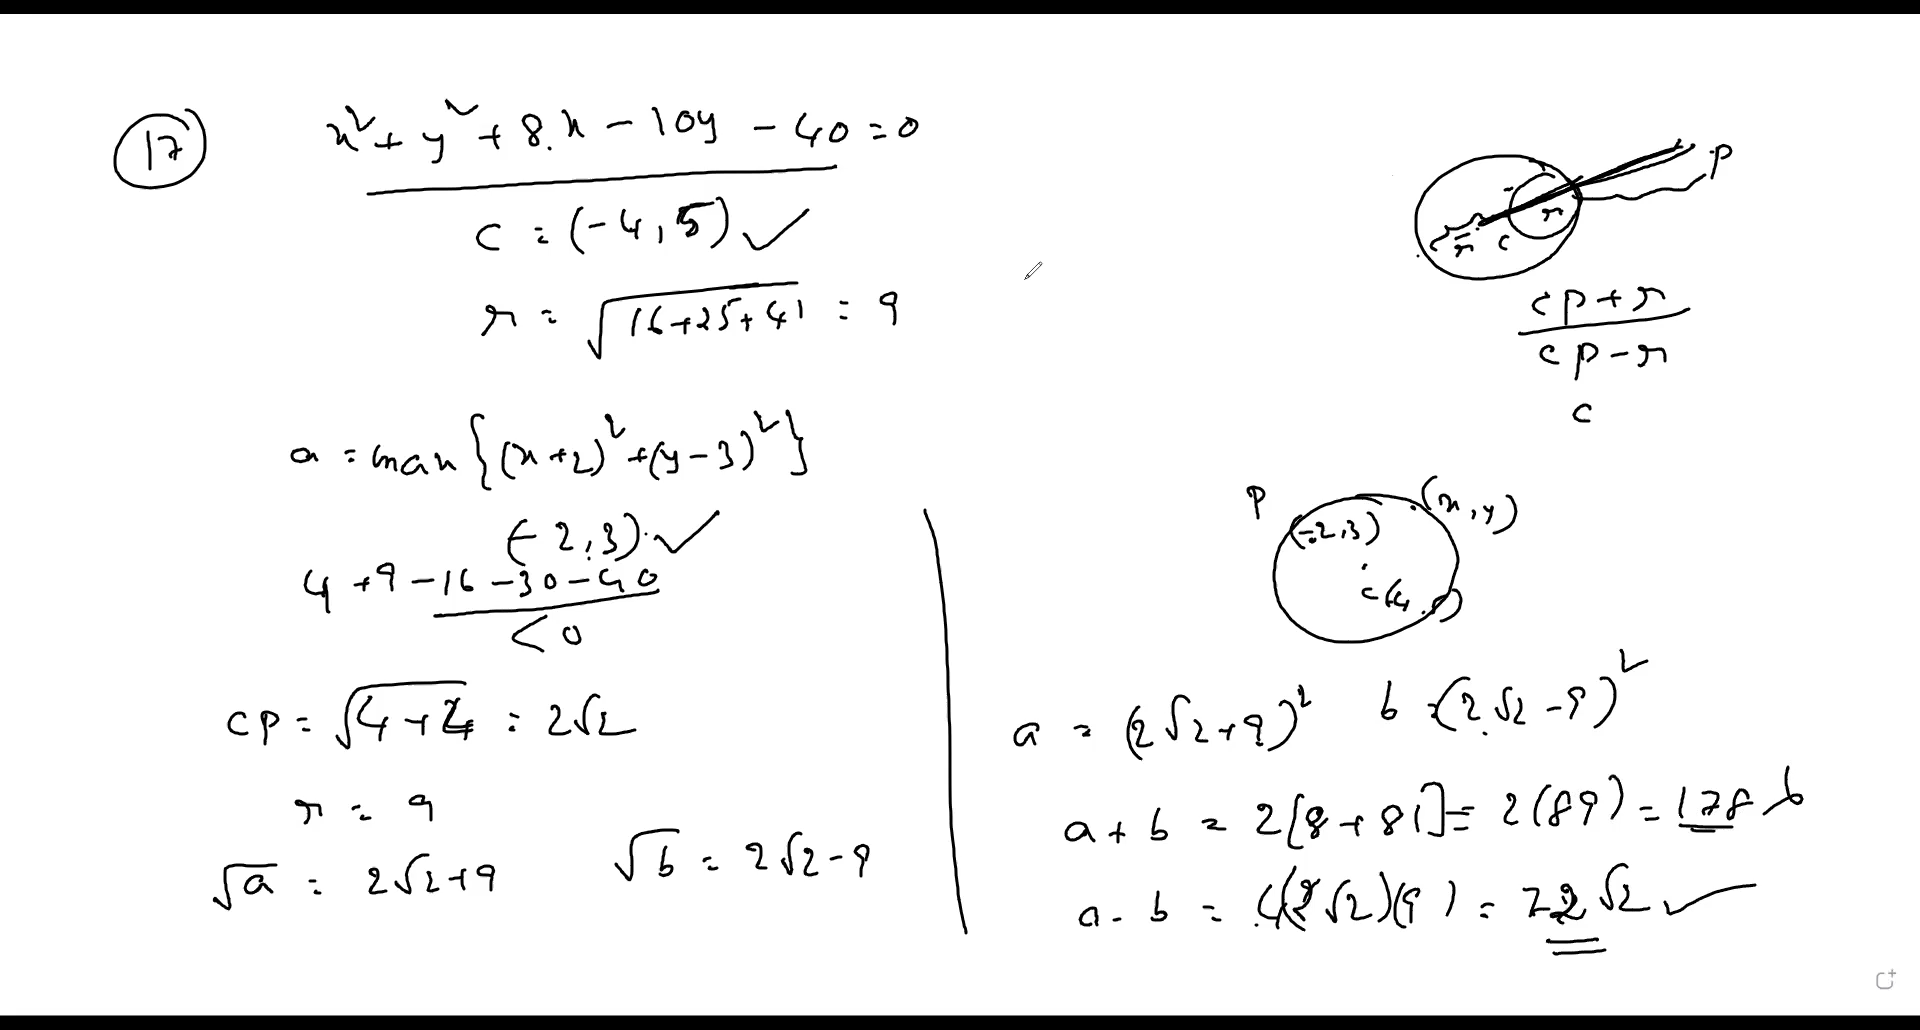 17
x² + y² + 8.x - 10y - 40 = 0
c = (-4, 5) ✓
r = √16+25+41 = 9
a = max {(x+2)² + (y-3)²}
(-2, 3). ✓
4 + 9 - 16 - 30 - 40
< 0
CP = √4+4 = 2√2
r = 9
√a = 2√2+9
√b = 2√2-9
P
r
r c
CP + r
CP - r
C
P
(x, y)
(-2, 3)
a = (2√2+9)² b = (2√2-9)²
a + b = 2[8+81] = 2(89) = 178 b
a - b = 4(2√2)(9) = 72√2 ✓